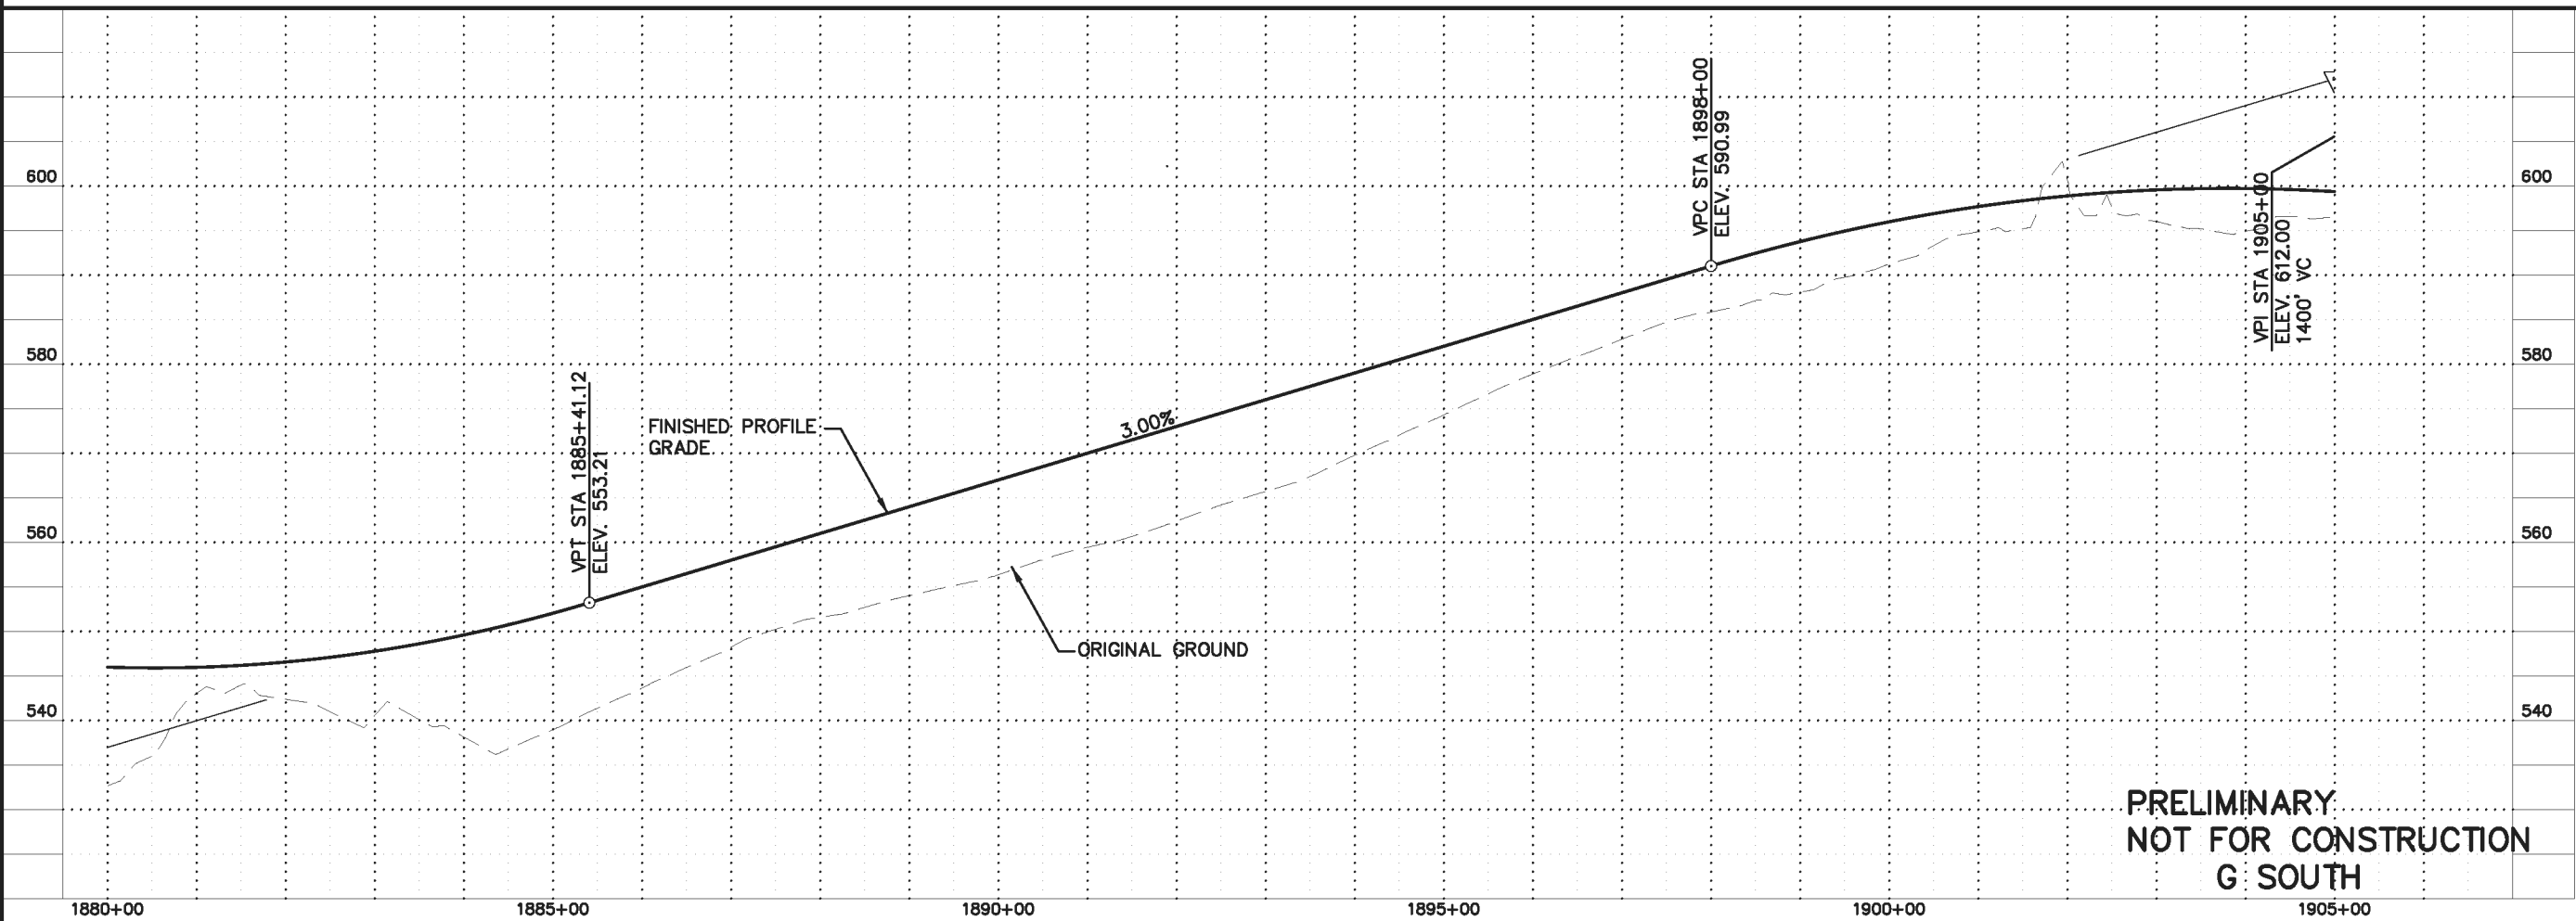 VPC STA 1898+00
ELEV. 590.99
600
600
VPI STA 1905+00
ELEV. 612.00
1400' VC
580
580
VPT STA 1885+41.12
ELEV. 553.21
FINISHED PROFILE
GRADE
3.00%
560
560
ORIGINAL GROUND
540
540
PRELIMINARY
NOT FOR CONSTRUCTION
G SOUTH
1880+00
1885+00
1890+00
1895+00
1900+00
1905+00